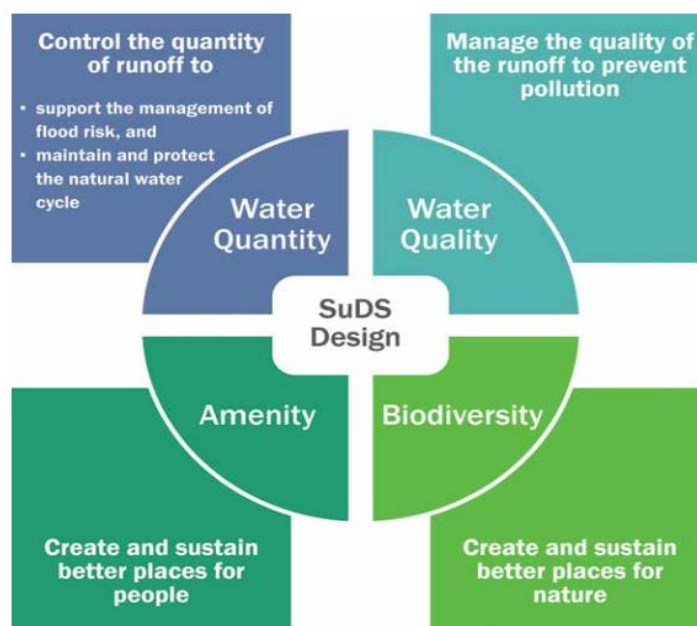 Control the quantity
of runoff to
▪ support the management of
flood risk, and
▪ maintain and protect
the natural water
cycle
Manage the quality of
the runoff to prevent
pollution
Water
Quantity
Water
Quality
SuDS
Design
Amenity
Biodiversity
Create and sustain
better places for
people
Create and sustain
better places for
nature